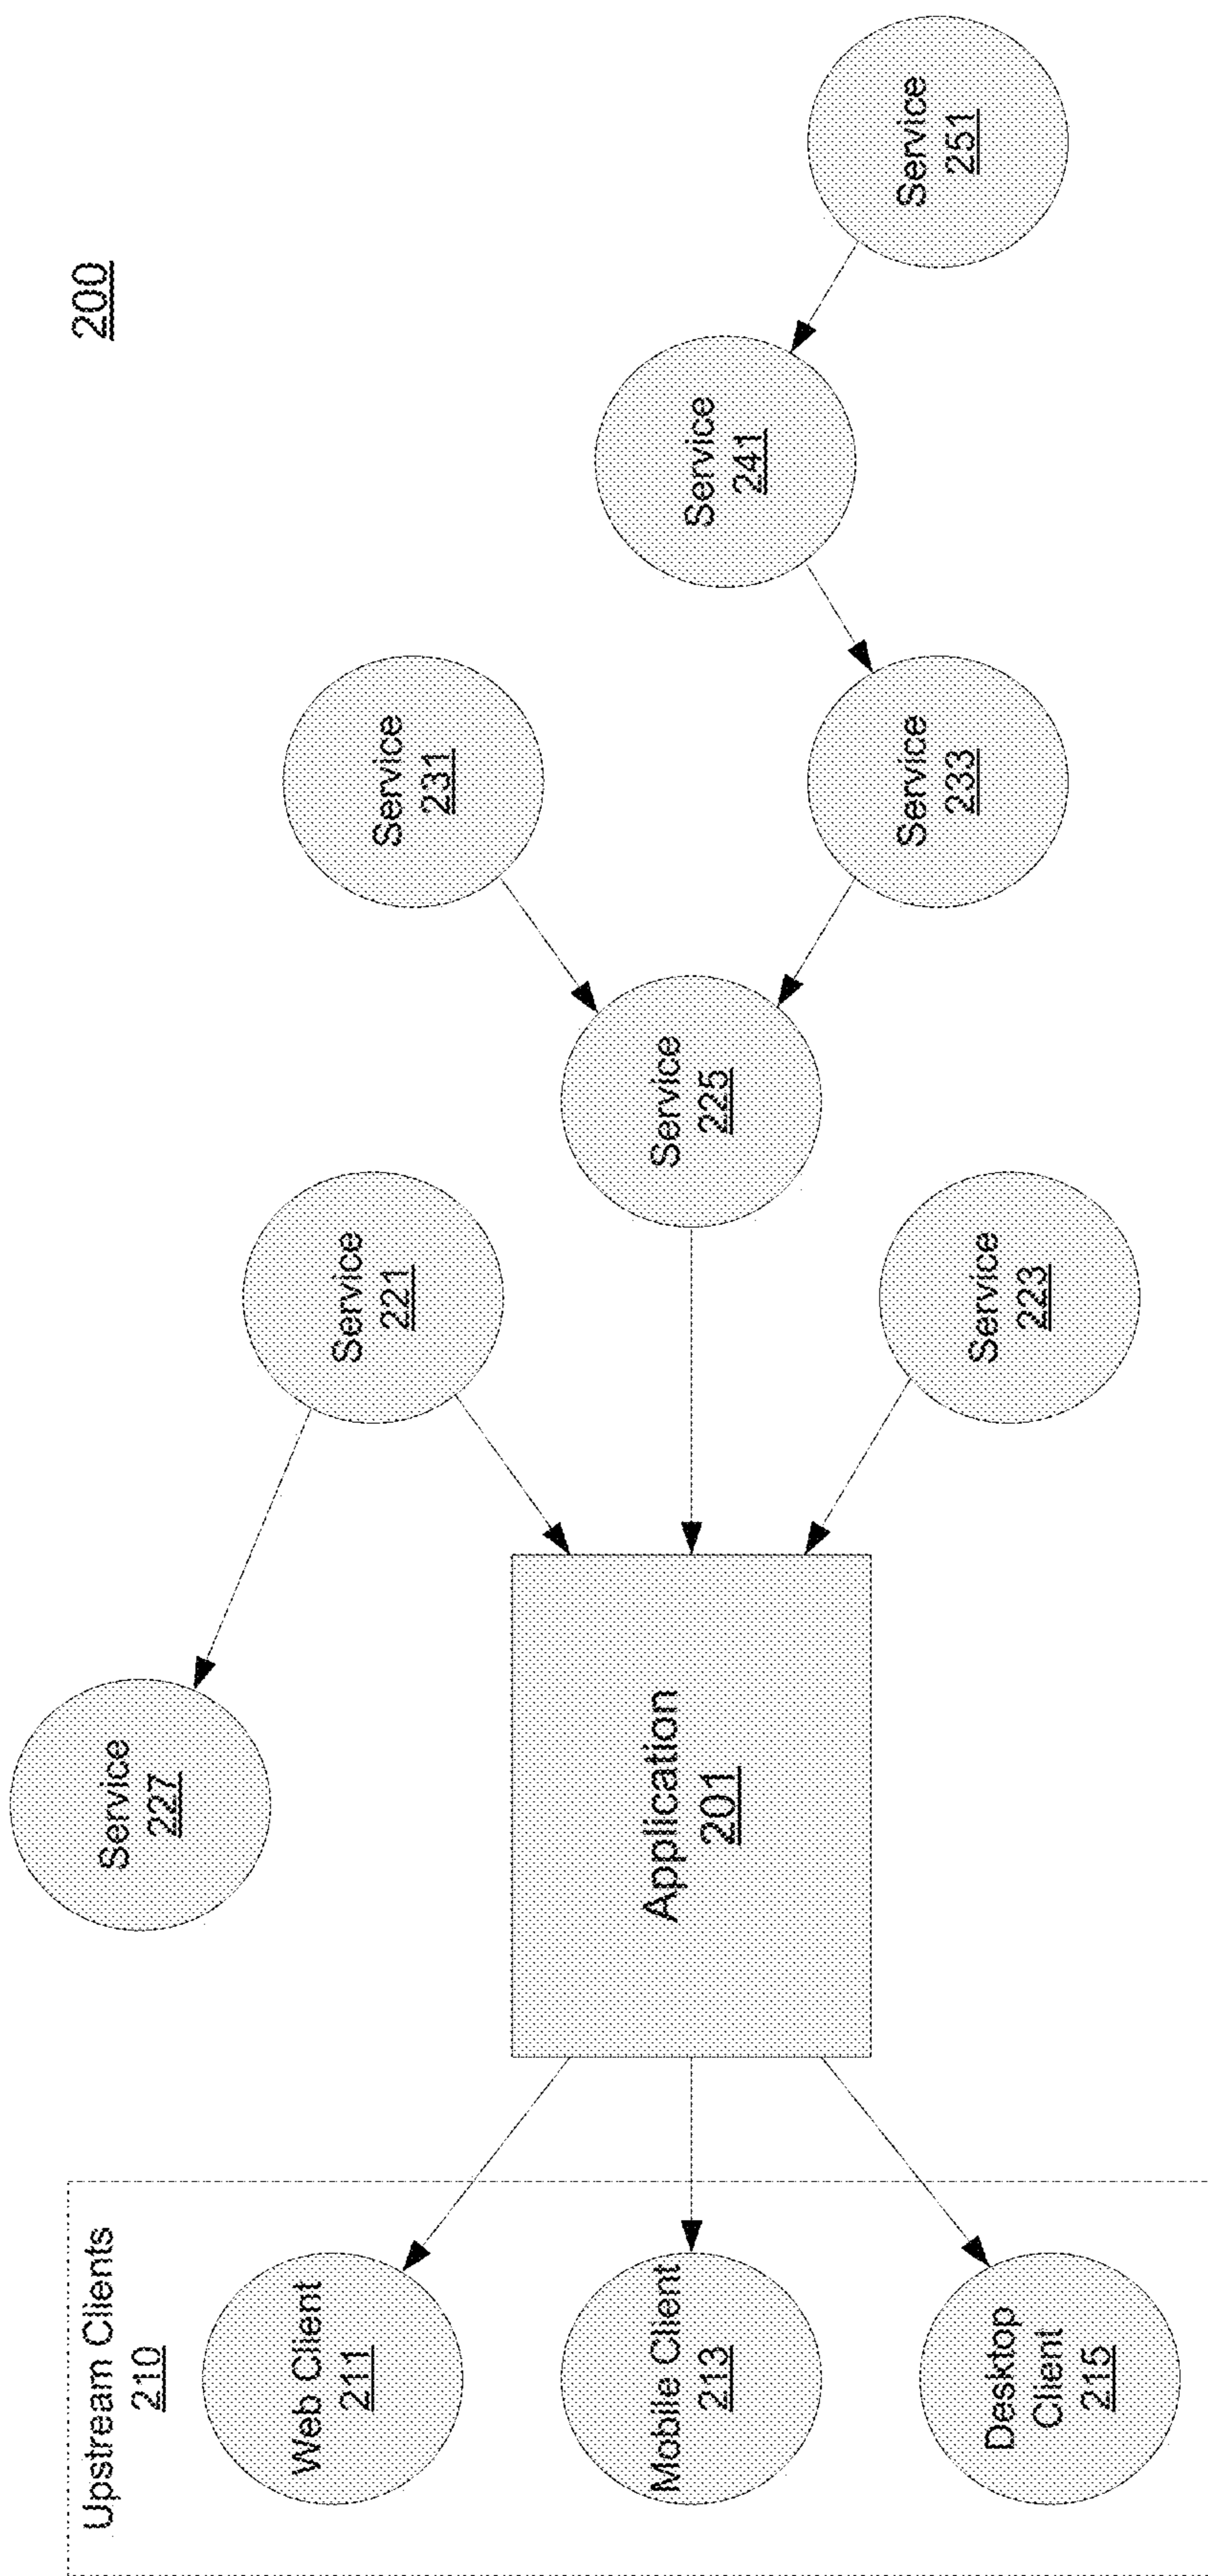 200
Upstream Clients
210
Web Client
211
Mobile Client
213
Desktop
Client
215
Application
201
Service
227
Service
221
Service
223
Service
225
Service
231
Service
233
Service
241
Service
251